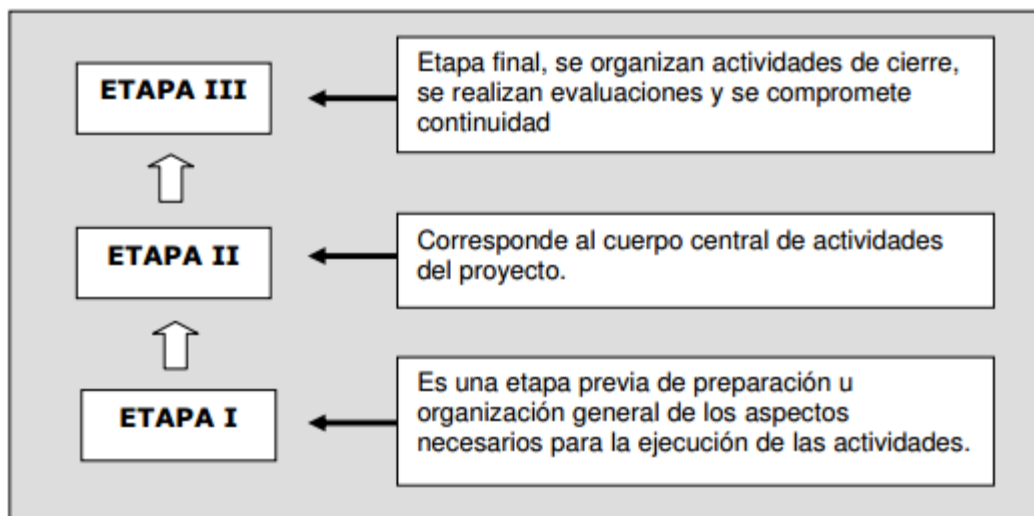 ETAPA III
Etapa final, se organizan actividades de cierre,
se realizan evaluaciones y se compromete
continuidad
ETAPA II
Corresponde al cuerpo central de actividades
del proyecto.
ETAPA I
Es una etapa previa de preparación u
organización general de los aspectos
necesarios para la ejecución de las actividades.